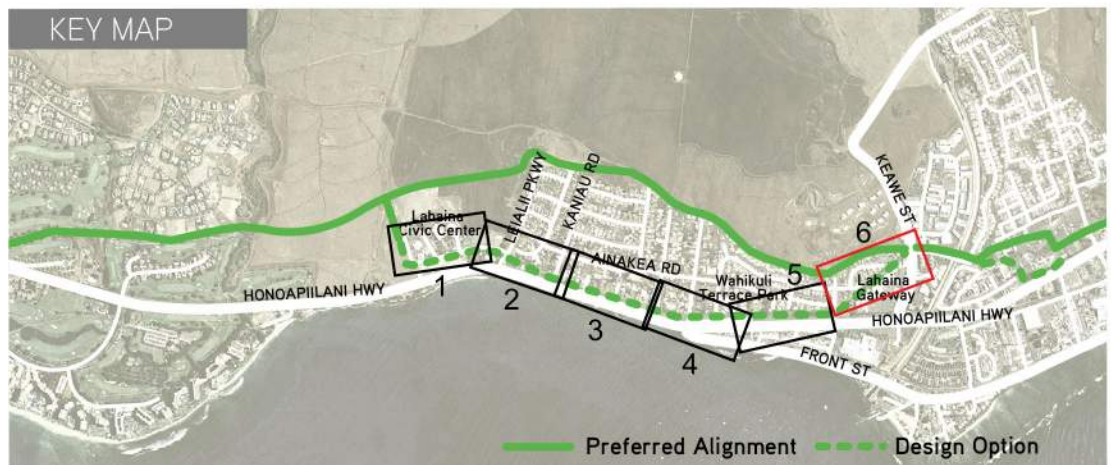 KEY MAP
KEAWE ST
LEIALII PKWY
KANIAU RD
Lahaina
Civic Center
6
AINAKEA RD
5
Wahikuli
Terrace Park
Lahaina
Gateway
HONOAPIILANI HWY
1
2
3
4
HONOAPIILANI HWY
FRONT ST
Preferred Alignment
Design Option